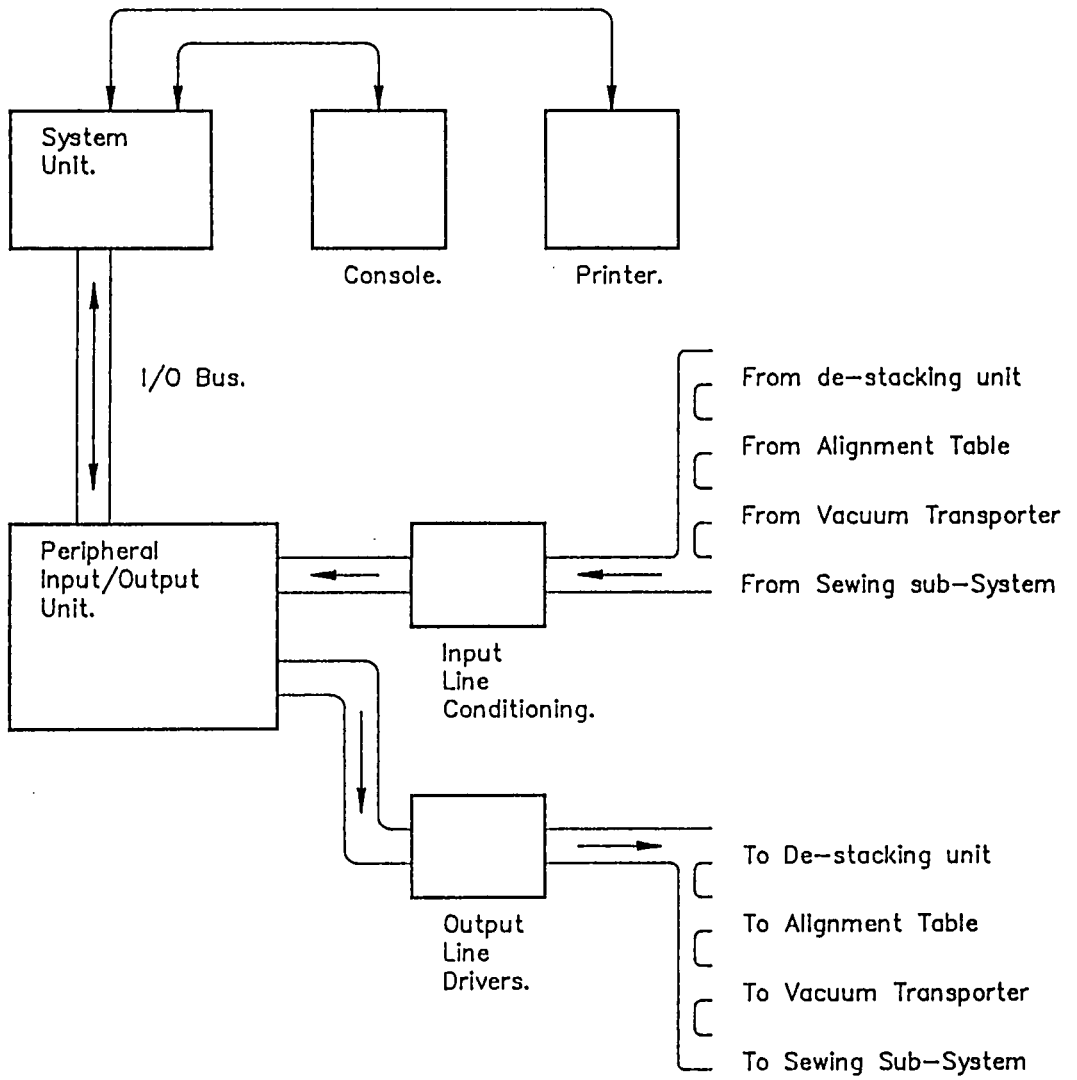 System
Unit.
Console.
Printer.
I/O Bus.
From de-stacking unit
From Alignment Table
From Vacuum Transporter
From Sewing sub-System
Peripheral
Input/Output
Unit.
Input
Line
Conditioning.
Output
Line
Drivers.
To De-stacking unit
To Alignment Table
To Vacuum Transporter
To Sewing Sub-System